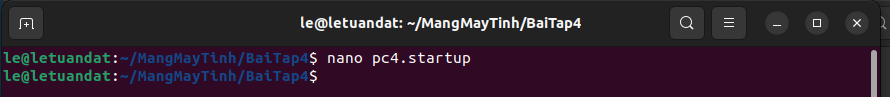 le@letuandat: ~/MangMayTinh/BaiTap4
le@letuandat:~/MangMayTinh/BaiTap4$ nano pc4.startup
le@letuandat:~/MangMayTinh/BaiTap4$